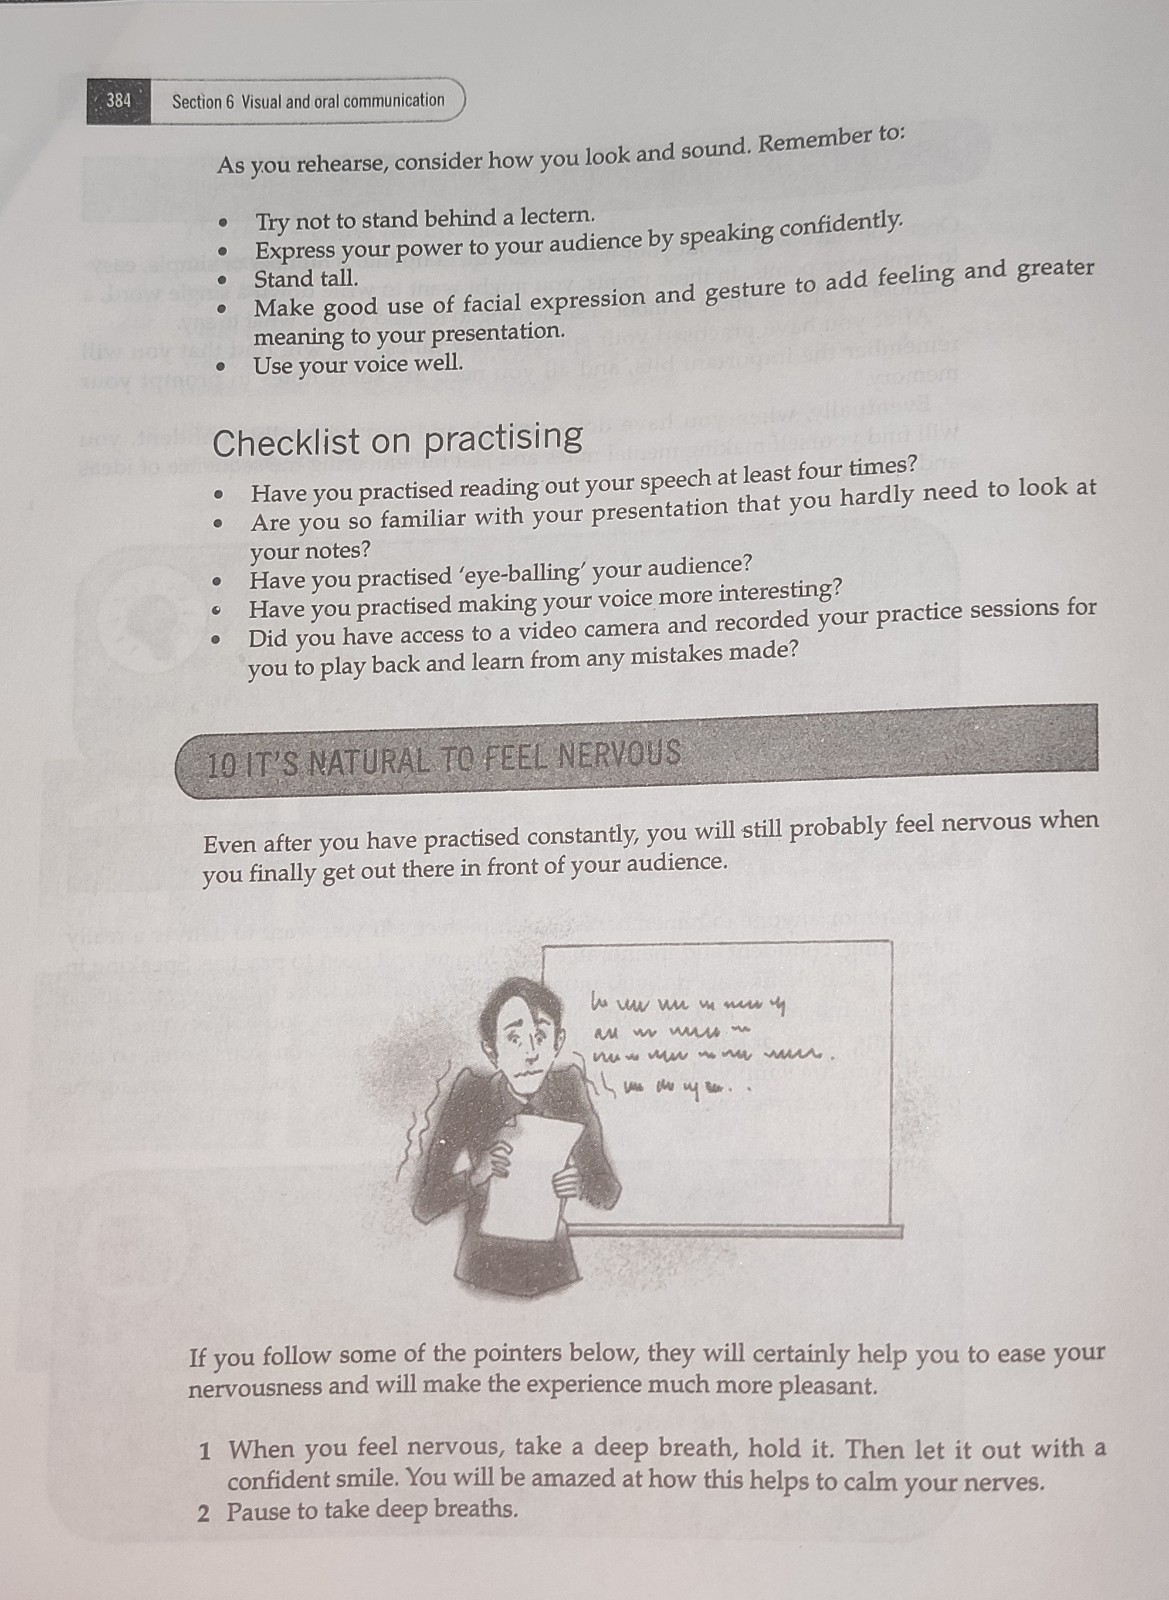 384 Section 6 Visual and oral communication
As you rehearse, consider how you look and sound. Remember to:
• Try not to stand behind a lectern.
• Express your power to your audience by speaking confidently.
• Stand tall.
• Make good use of facial expression and gesture to add feeling and greater
meaning to your presentation.
• Use your voice well.
Checklist on practising
• Have you practised reading out your speech at least four times?
• Are you so familiar with your presentation that you hardly need to look at
your notes?
• Have you practised ‘eye-balling’ your audience?
• Have you practised making your voice more interesting?
• Did you have access to a video camera and recorded your practice sessions for
you to play back and learn from any mistakes made?
10 IT'S NATURAL TO FEEL NERVOUS
Even after you have practised constantly, you will still probably feel nervous when
you finally get out there in front of your audience.
If you follow some of the pointers below, they will certainly help you to ease your
nervousness and will make the experience much more pleasant.
1 When you feel nervous, take a deep breath, hold it. Then let it out with a
confident smile. You will be amazed at how this helps to calm your nerves.
2 Pause to take deep breaths.